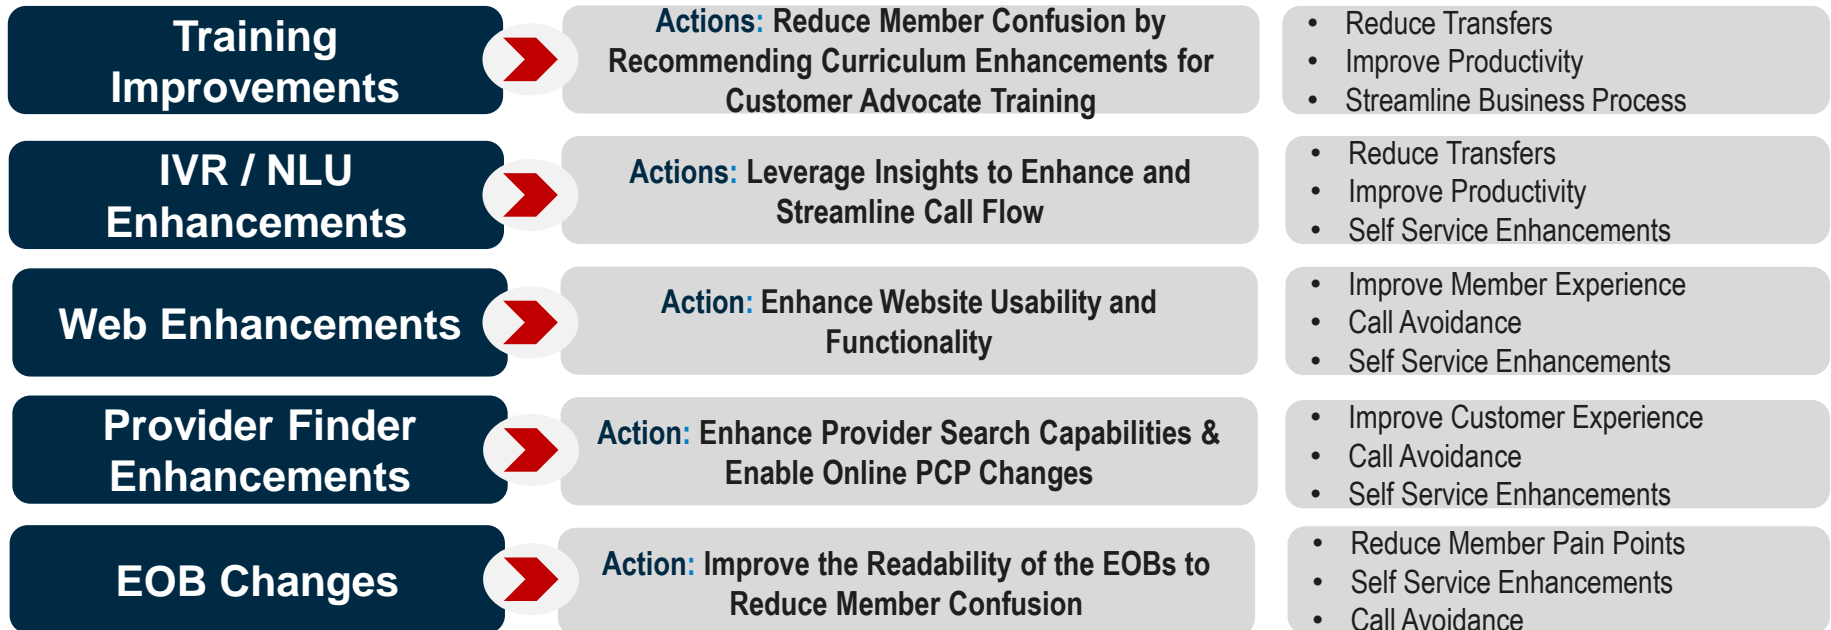 Training
Improvements
Actions: Reduce Member Confusion by
Recommending Curriculum Enhancements for
Customer Advocate Training
• Reduce Transfers
• Improve Productivity
• Streamline Business Process
IVR / NLU
Enhancements
Actions: Leverage Insights to Enhance and
Streamline Call Flow
• Reduce Transfers
• Improve Productivity
• Self Service Enhancements
Web Enhancements
Action: Enhance Website Usability and
Functionality
• Improve Member Experience
• Call Avoidance
• Self Service Enhancements
Provider Finder
Enhancements
Action: Enhance Provider Search Capabilities &
Enable Online PCP Changes
• Improve Customer Experience
• Call Avoidance
• Self Service Enhancements
EOB Changes
Action: Improve the Readability of the EOBs to
Reduce Member Confusion
• Reduce Member Pain Points
• Self Service Enhancements
• Call Avoidance